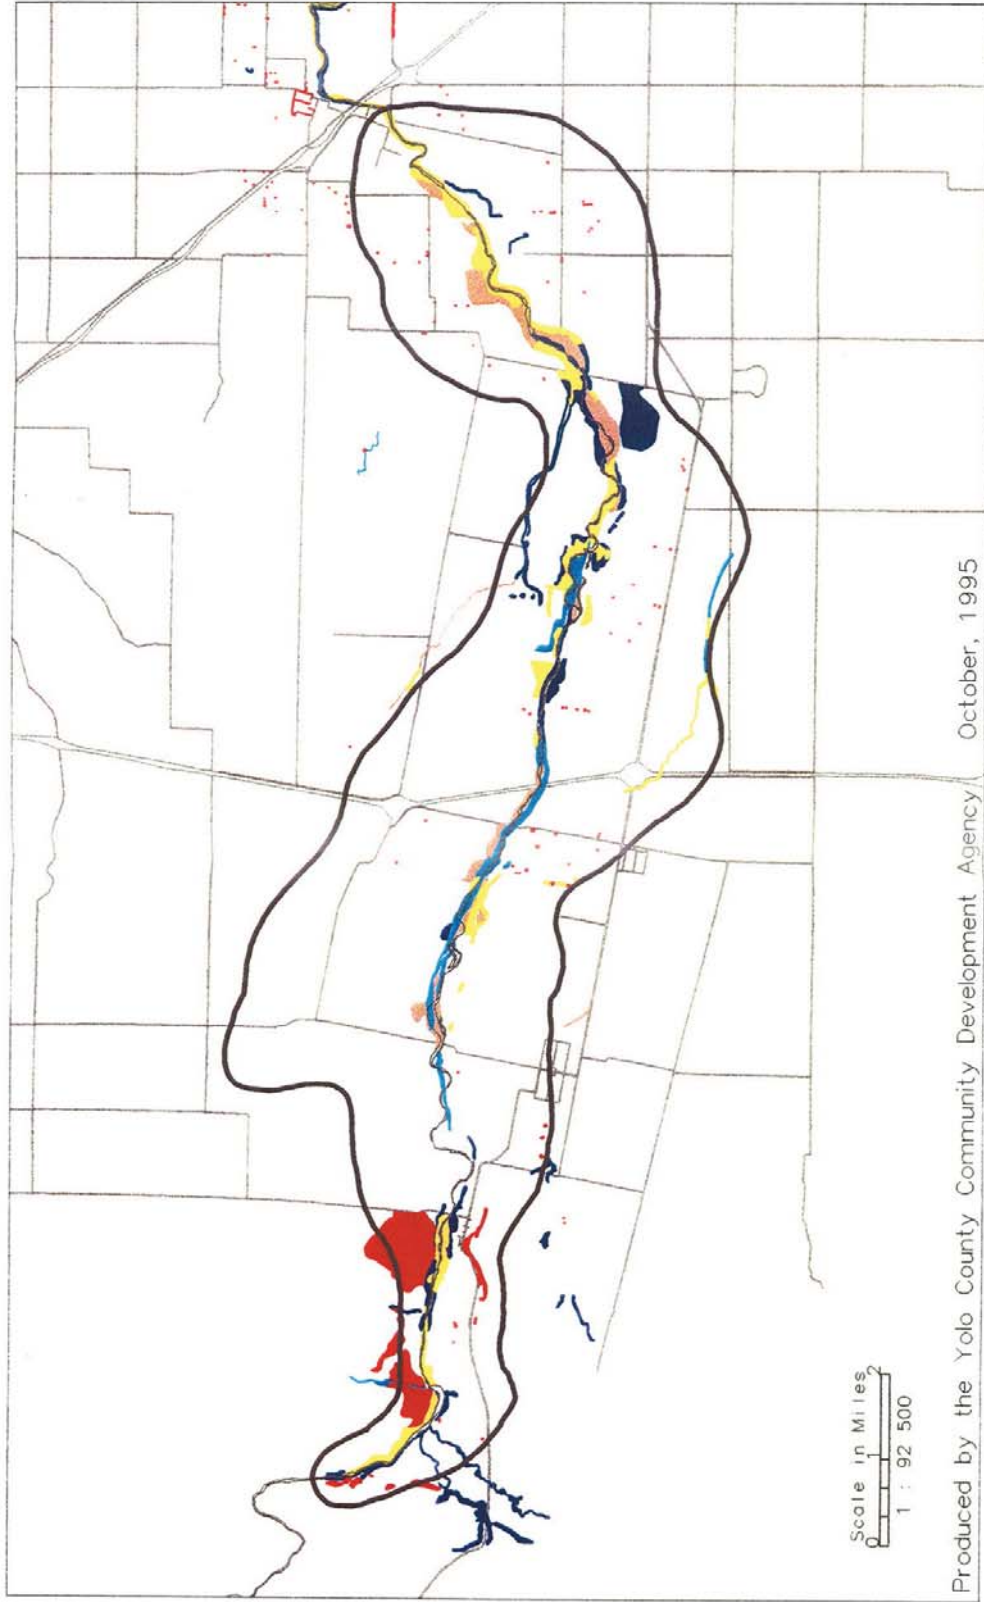 Scale in Miles
0 1 2
1 : 92 500
Produced by the Yolo County Community Development Agency October, 1995